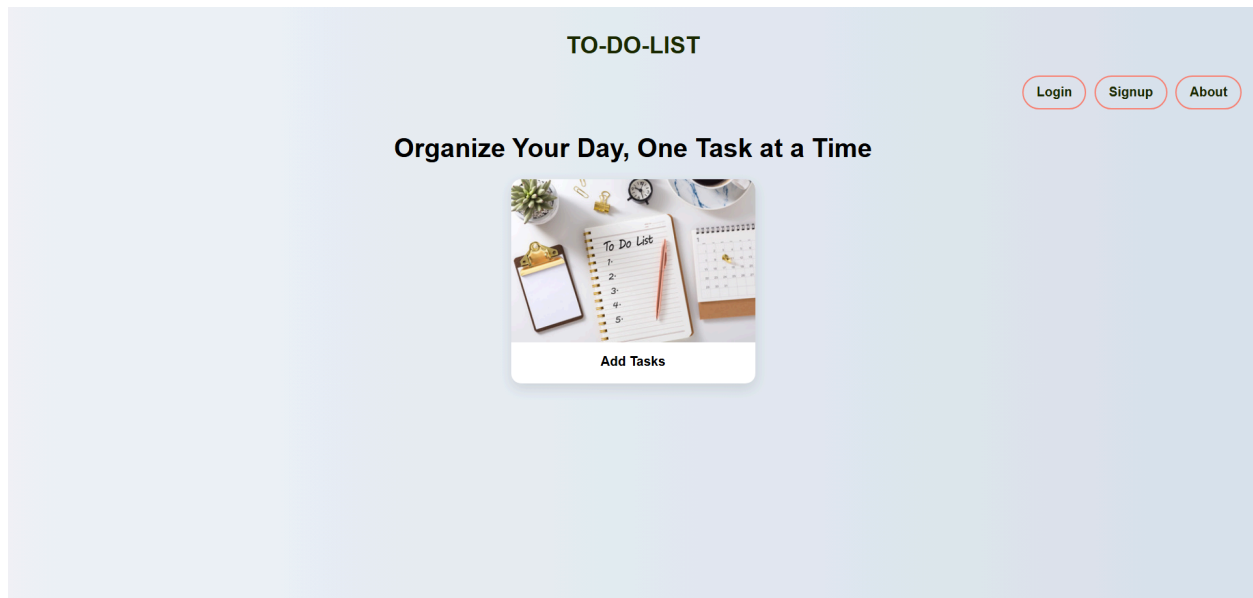 TO-DO-LIST
Login Signup About
Organize Your Day, One Task at a Time
To Do List
1-
2-
3-
4-
5-
Add Tasks